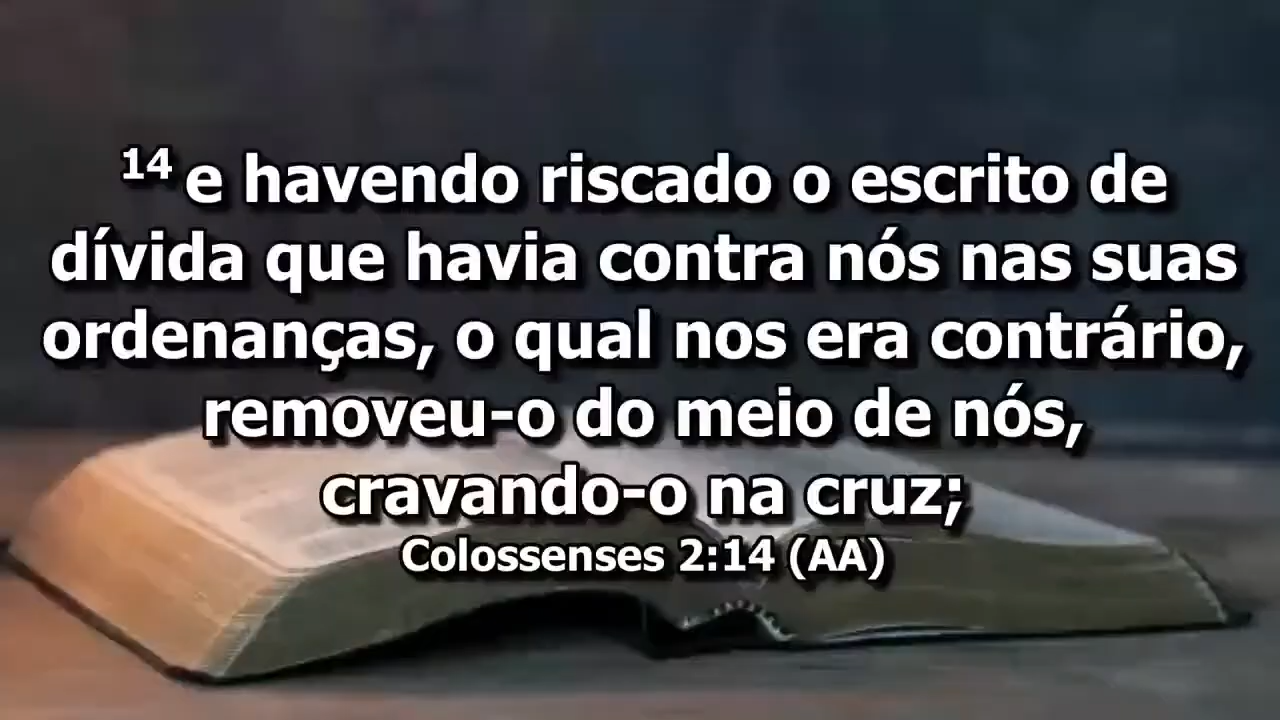 14 e havendo riscado o escrito de
dívida que havia contra nós nas suas
ordenanças, o qual nos era contrário,
removeu-o do meio de nós,
cravando-o na cruz;
Colossenses 2:14 (AA)